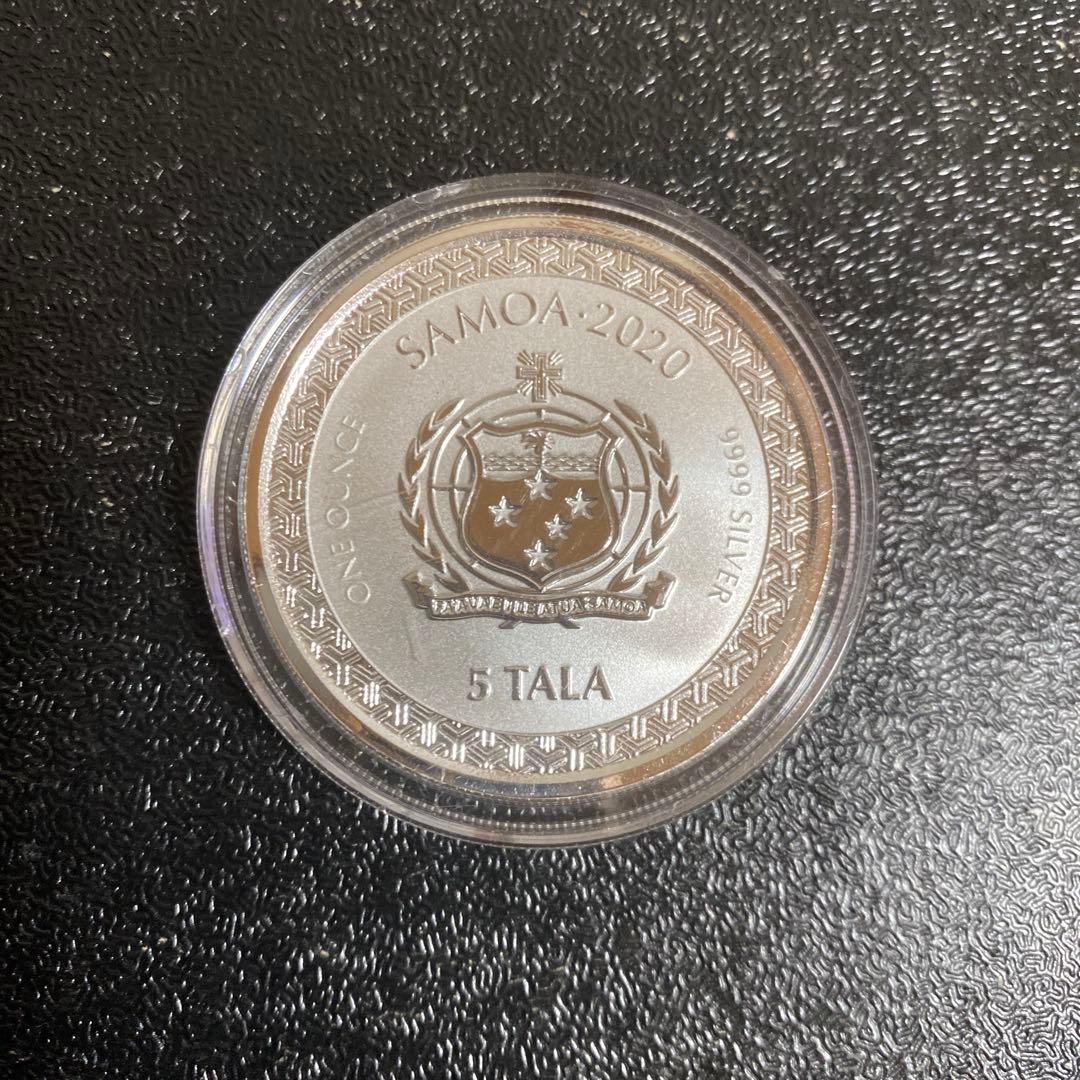 SAMOA · 2020
ONE OUNCE
9999 SILVER
FA'AVAE I LE ATUA SAMOA
5 TALA